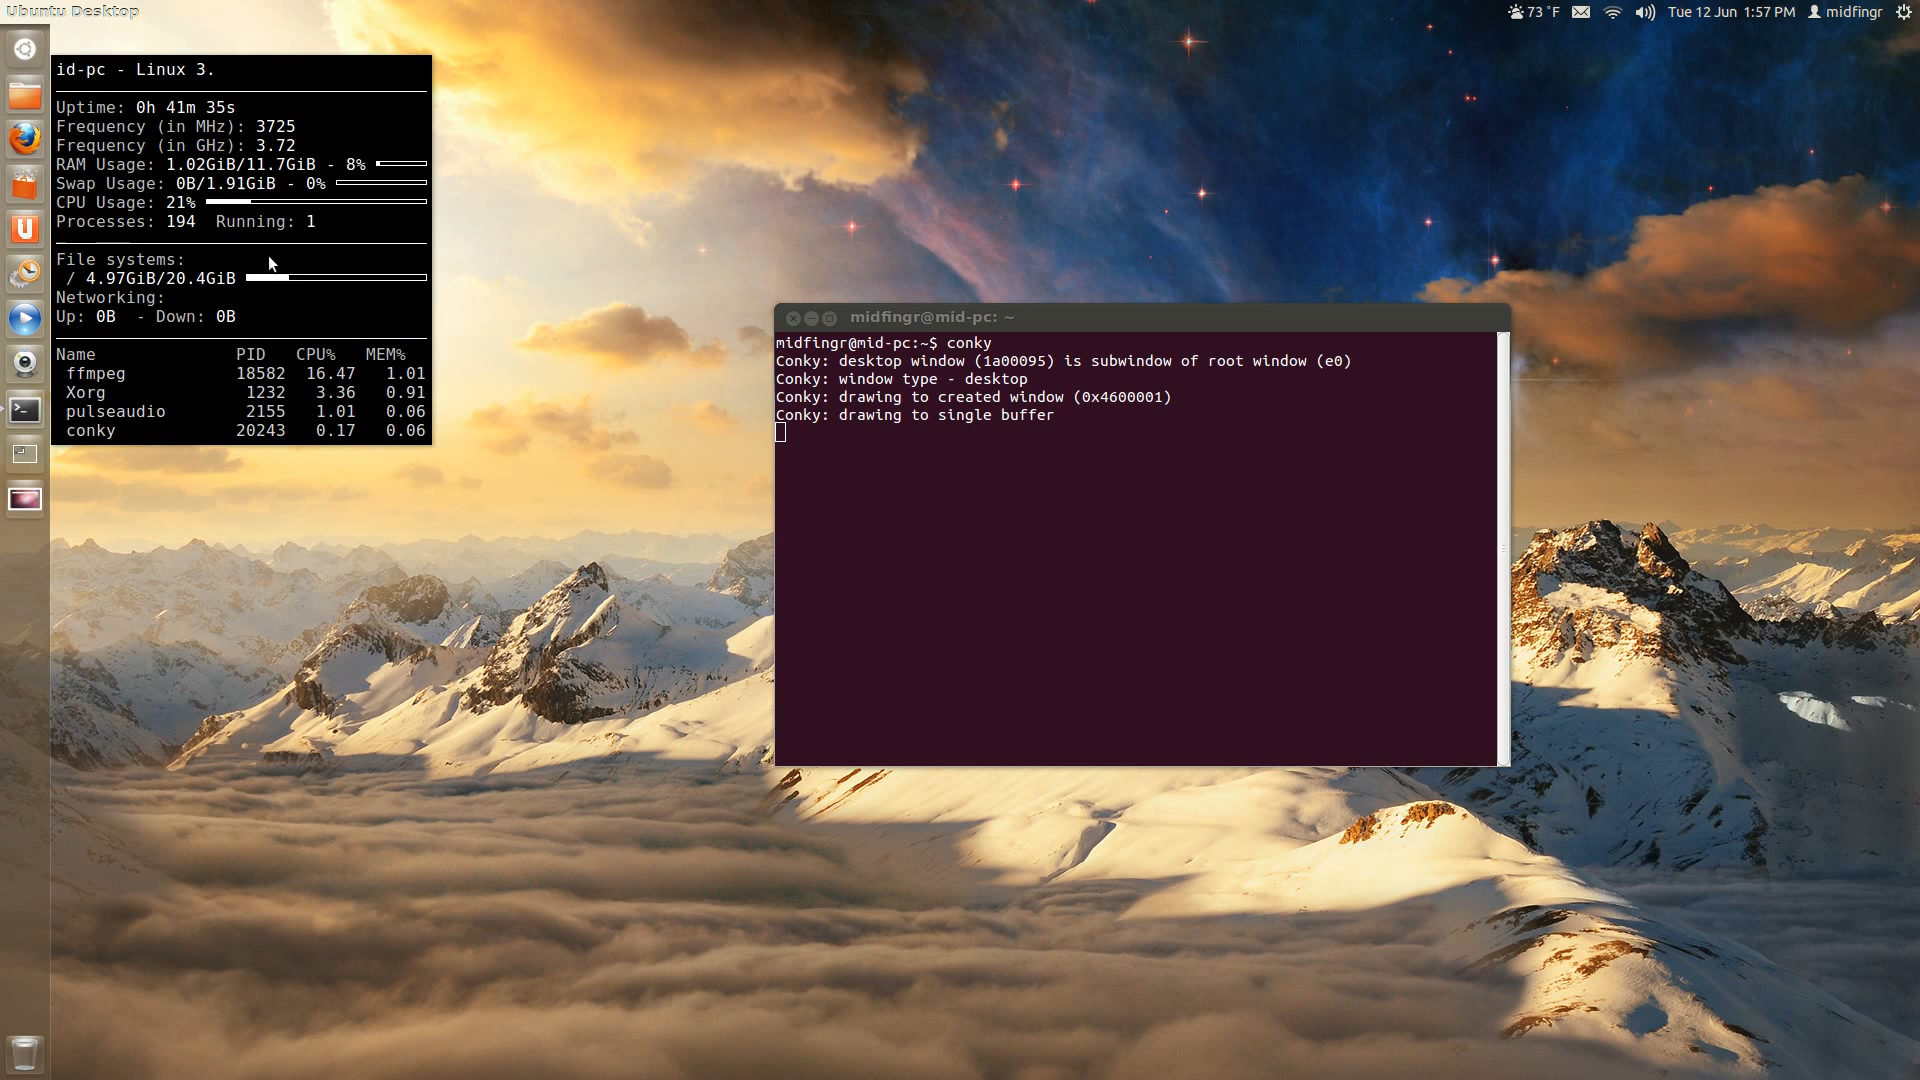 Ubuntu Desktop
73 °F
Tue 12 Jun 1:57 PM
midfingr
id-pc - Linux 3.
Uptime: 0h 41m 35s
Frequency (in MHz): 3725
Frequency (in GHz): 3.72
RAM Usage: 1.02GiB/11.7GiB - 8%
Swap Usage: 0B/1.91GiB - 0%
CPU Usage: 21%
Processes: 194  Running: 1
File systems:
/ 4.97GiB/20.4GiB
Networking:
Up: 0B  - Down: 0B
Name PID CPU% MEM%
ffmpeg 18582 16.47 1.01
Xorg 1232 3.36 0.91
pulseaudio 2155 1.01 0.06
conky 20243 0.17 0.06
midfingr@mid-pc: ~
midfingr@mid-pc:~$ conky
Conky: desktop window (1a00095) is subwindow of root window (e0)
Conky: window type - desktop
Conky: drawing to created window (0x4600001)
Conky: drawing to single buffer